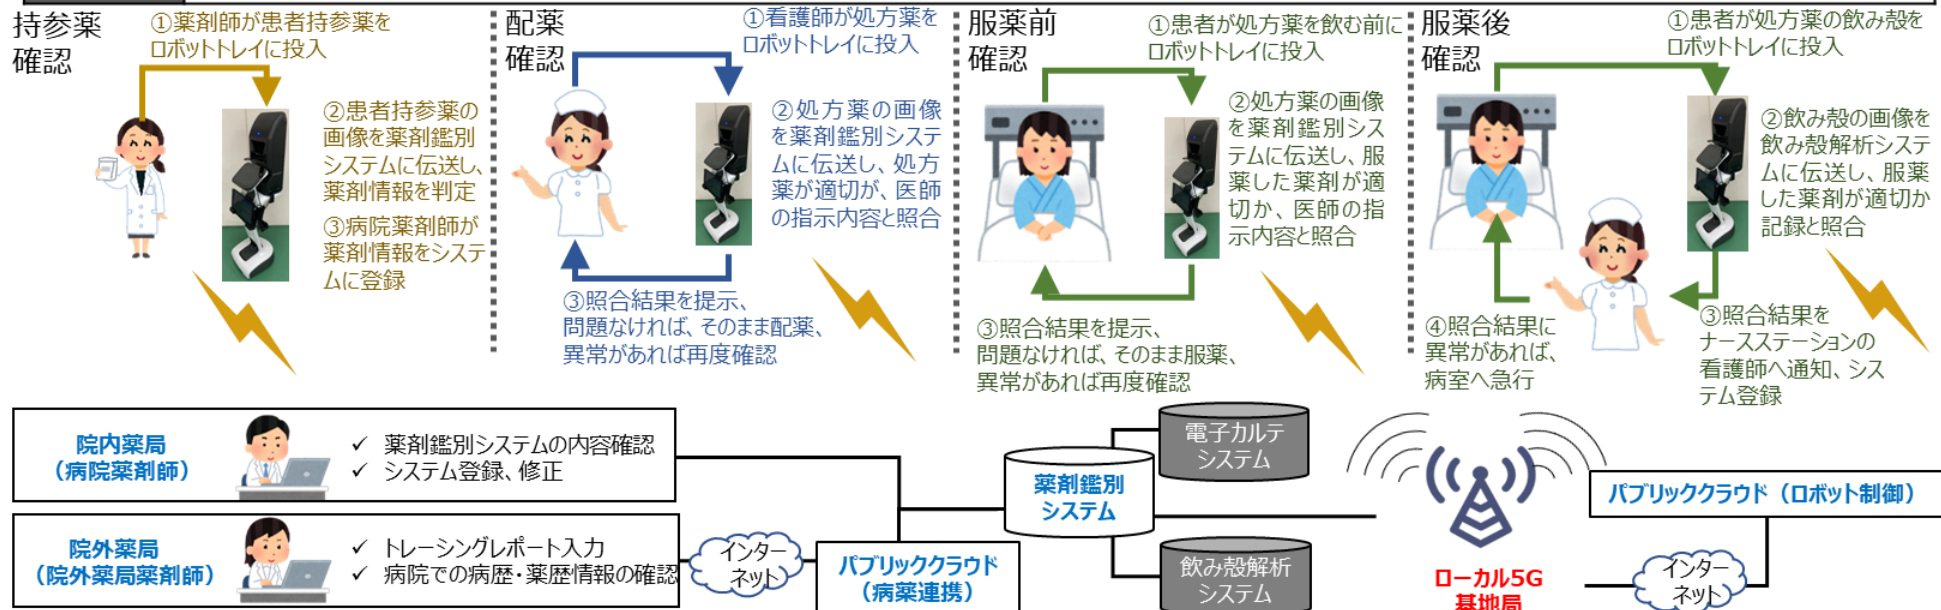 持参薬
確認
①薬剤師が患者持参薬を
ロボットトレイに投入
②患者持参薬の
画像を薬剤鑑別
システムに伝送し、
薬剤情報を判定
③病院薬剤師が
薬剤情報をシステ
ムに登録
配薬
確認
①看護師が処方薬を
ロボットトレイに投入
②処方薬の画像
を薬剤鑑別システ
ムに伝送し、処方
薬が適切が、医師
の指示内容と照合
③照合結果を提示、
問題なければ、そのまま配薬、
異常があれば再度確認
服薬前
確認
①患者が処方薬を飲む前に
ロボットトレイに投入
②処方薬の画像
を薬剤鑑別シス
テムに伝送し、服
薬した薬剤が適
切か、医師の指
示内容と照合
③照合結果を提示、
問題なければ、そのまま服薬、
異常があれば再度確認
服薬後
確認
①患者が処方薬の飲み殻を
ロボットトレイに投入
②飲み殻の画像を
飲み殻解析システ
ムに伝送し、服薬
した薬剤が適切か
記録と照合
③照合結果を
ナースステーションの
看護師へ通知、シス
テム登録
④照合結果に
異常があれば、
病室へ急行
院内薬局
（病院薬剤師）
✓ 薬剤鑑別システムの内容確認
✓ システム登録、修正
院外薬局
（院外薬局薬剤師）
✓ トレーシングレポート入力
✓ 病院での病歴・薬歴情報の確認
インター
ネット
パブリッククラウド
（病薬連携）
薬剤鑑別
システム
電子カルテ
システム
飲み殻解析
システム
ローカル5G
基地局
インター
ネット
パブリッククラウド（ロボット制御）